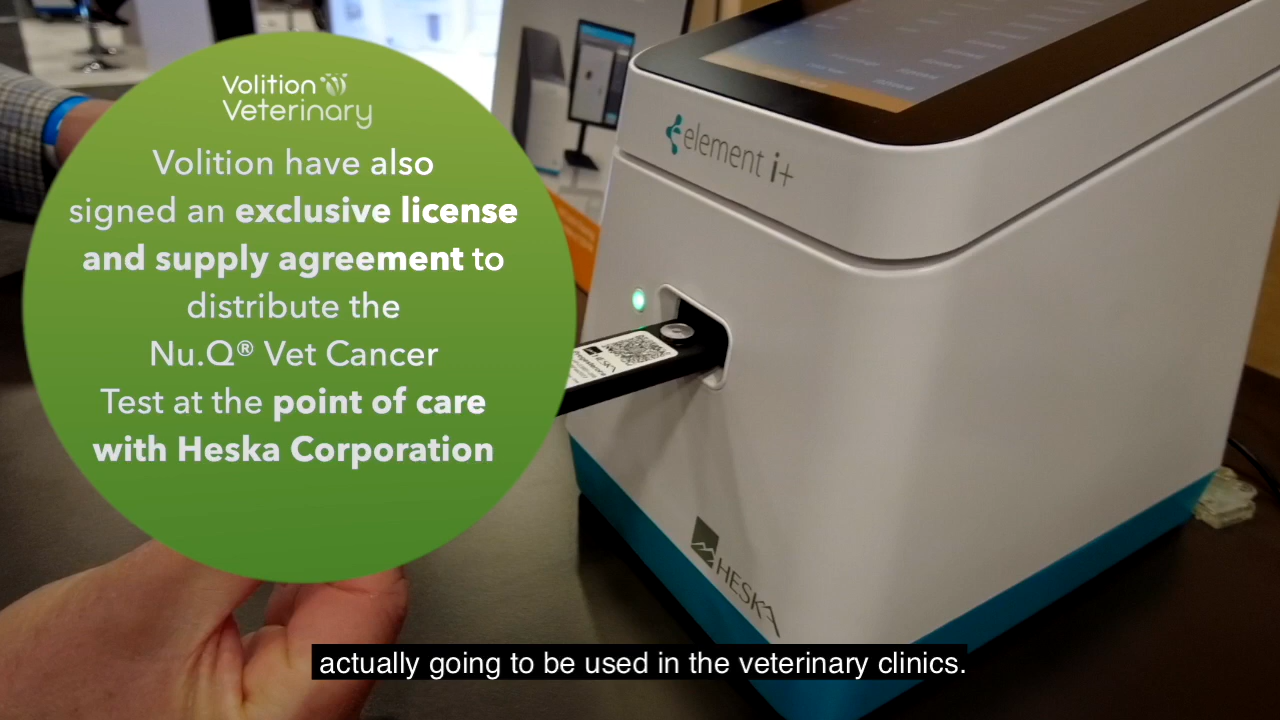 Volition
Veterinary
Volition have also
signed an exclusive license
and supply agreement to
distribute the
Nu.Q® Vet Cancer
Test at the point of care
with Heska Corporation
element i+
HESKA
HESKA
actually going to be used in the veterinary clinics.